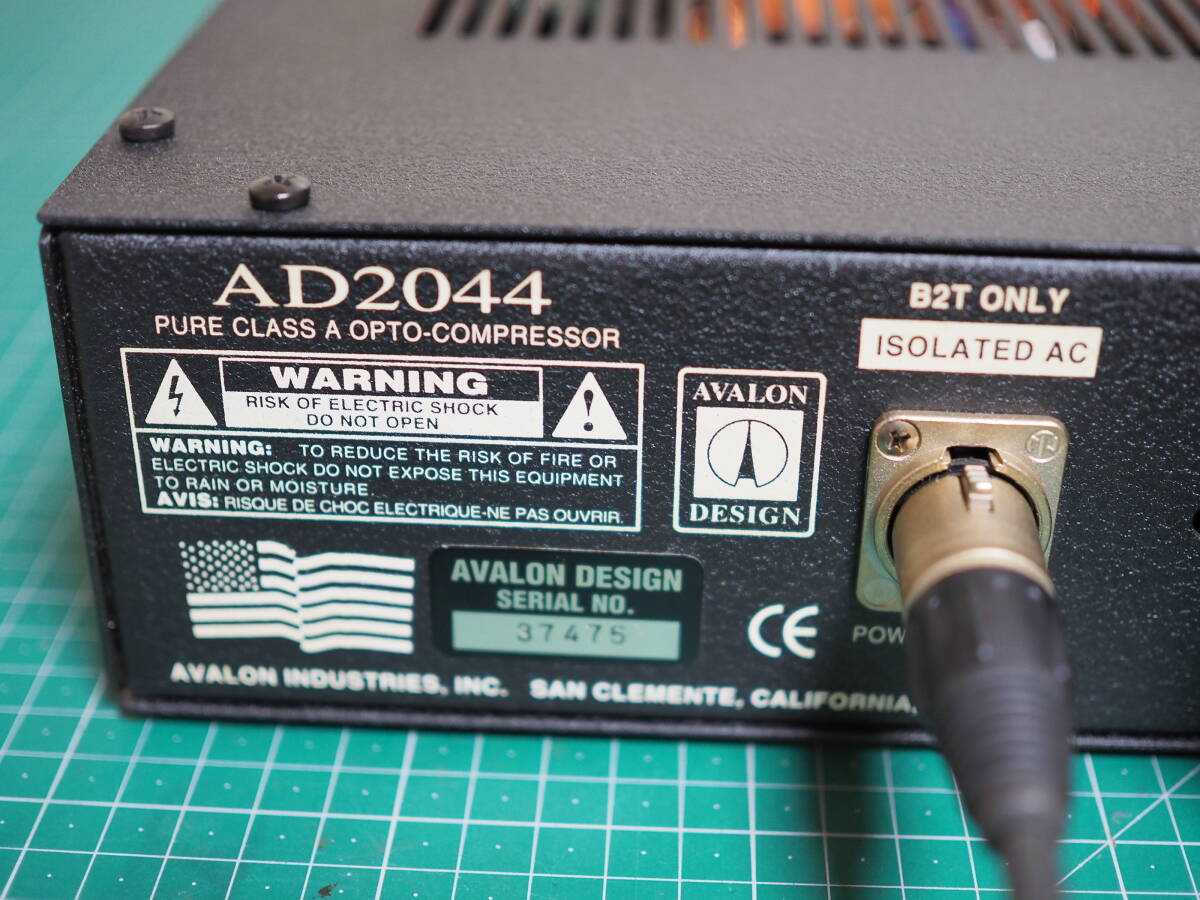 AD2044
PURE CLASS A OPTO-COMPRESSOR
WARNING
RISK OF ELECTRIC SHOCK
DO NOT OPEN
WARNING: TO REDUCE THE RISK OF FIRE OR
ELECTRIC SHOCK DO NOT EXPOSE THIS EQUIPMENT
TO RAIN OR MOISTURE.
AVIS: RISQUE DE CHOC ELECTRIQUE-NE PAS OUVRIR.
AVALON
DESIGN
B2T ONLY
ISOLATED AC
AVALON DESIGN
SERIAL NO.
37475
CE
AVALON INDUSTRIES, INC. SAN CLEMENTE, CALIFORNIA,